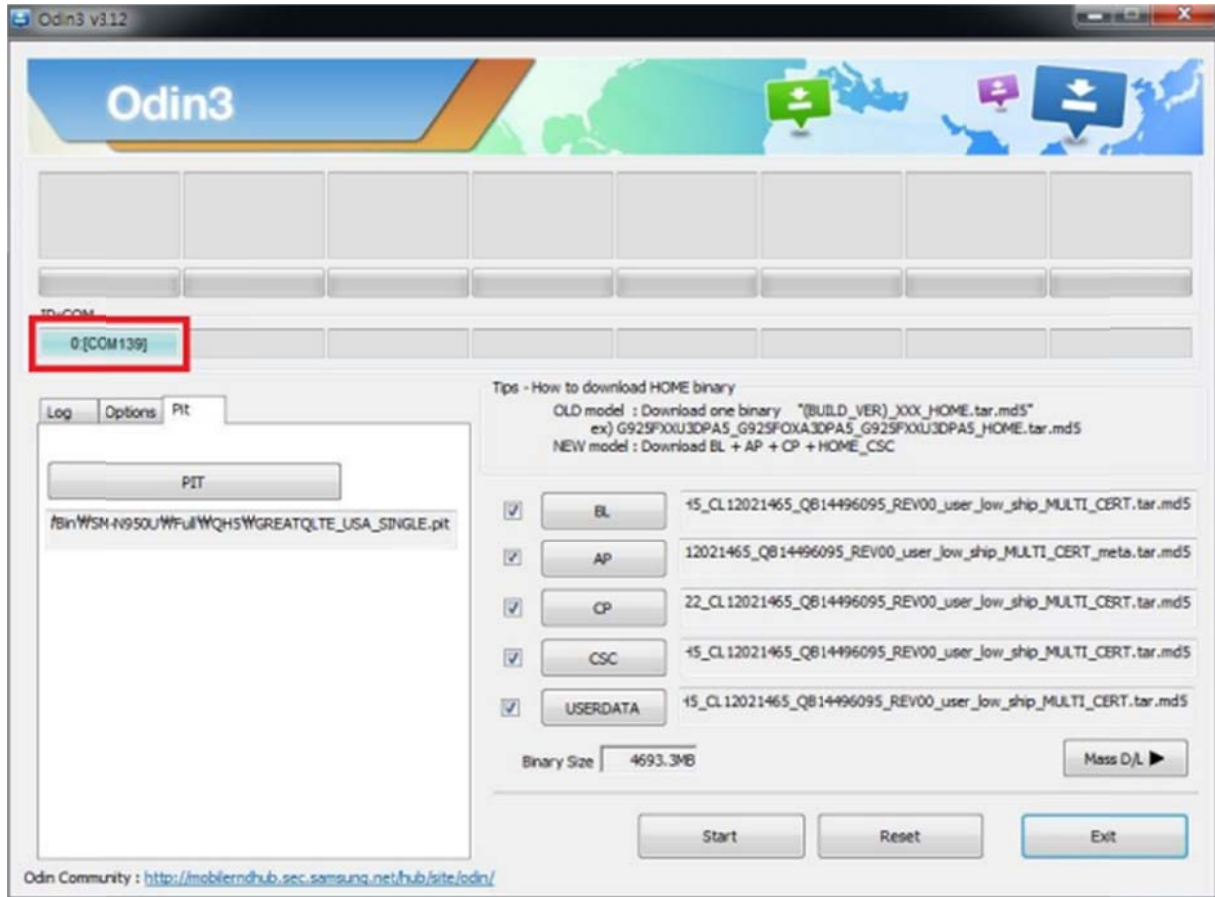 Odin3 v3.12
Odin3
ID:COM
0:[COM139]
Log Options Pit
PIT
/Bin₩SM-N950U₩Full₩QH5₩GREATQLTE_USA_SINGLE.pit
Tips - How to download HOME binary
OLD model : Download one binary "(BUILD_VER)_XXX_HOME.tar.md5"
ex) G925FXXU3DPA5_G925FOXA3DPA5_G925FXXU3DPA5_HOME.tar.md5
NEW model : Download BL + AP + CP + HOME_CSC
BL H5_CL12021465_QB14496095_REV00_user_low_ship_MULTI_CERT.tar.md5
AP 12021465_QB14496095_REV00_user_low_ship_MULTI_CERT_meta.tar.md5
CP 22_CL12021465_QB14496095_REV00_user_low_ship_MULTI_CERT.tar.md5
CSC H5_CL12021465_QB14496095_REV00_user_low_ship_MULTI_CERT.tar.md5
USERDATA H5_CL12021465_QB14496095_REV00_user_low_ship_MULTI_CERT.tar.md5
Binary Size 4693.3MB
Mass D/L ▶
Start Reset Exit
Odin Community : http://mobilerndhub.sec.samsung.net/hub/site/odin/